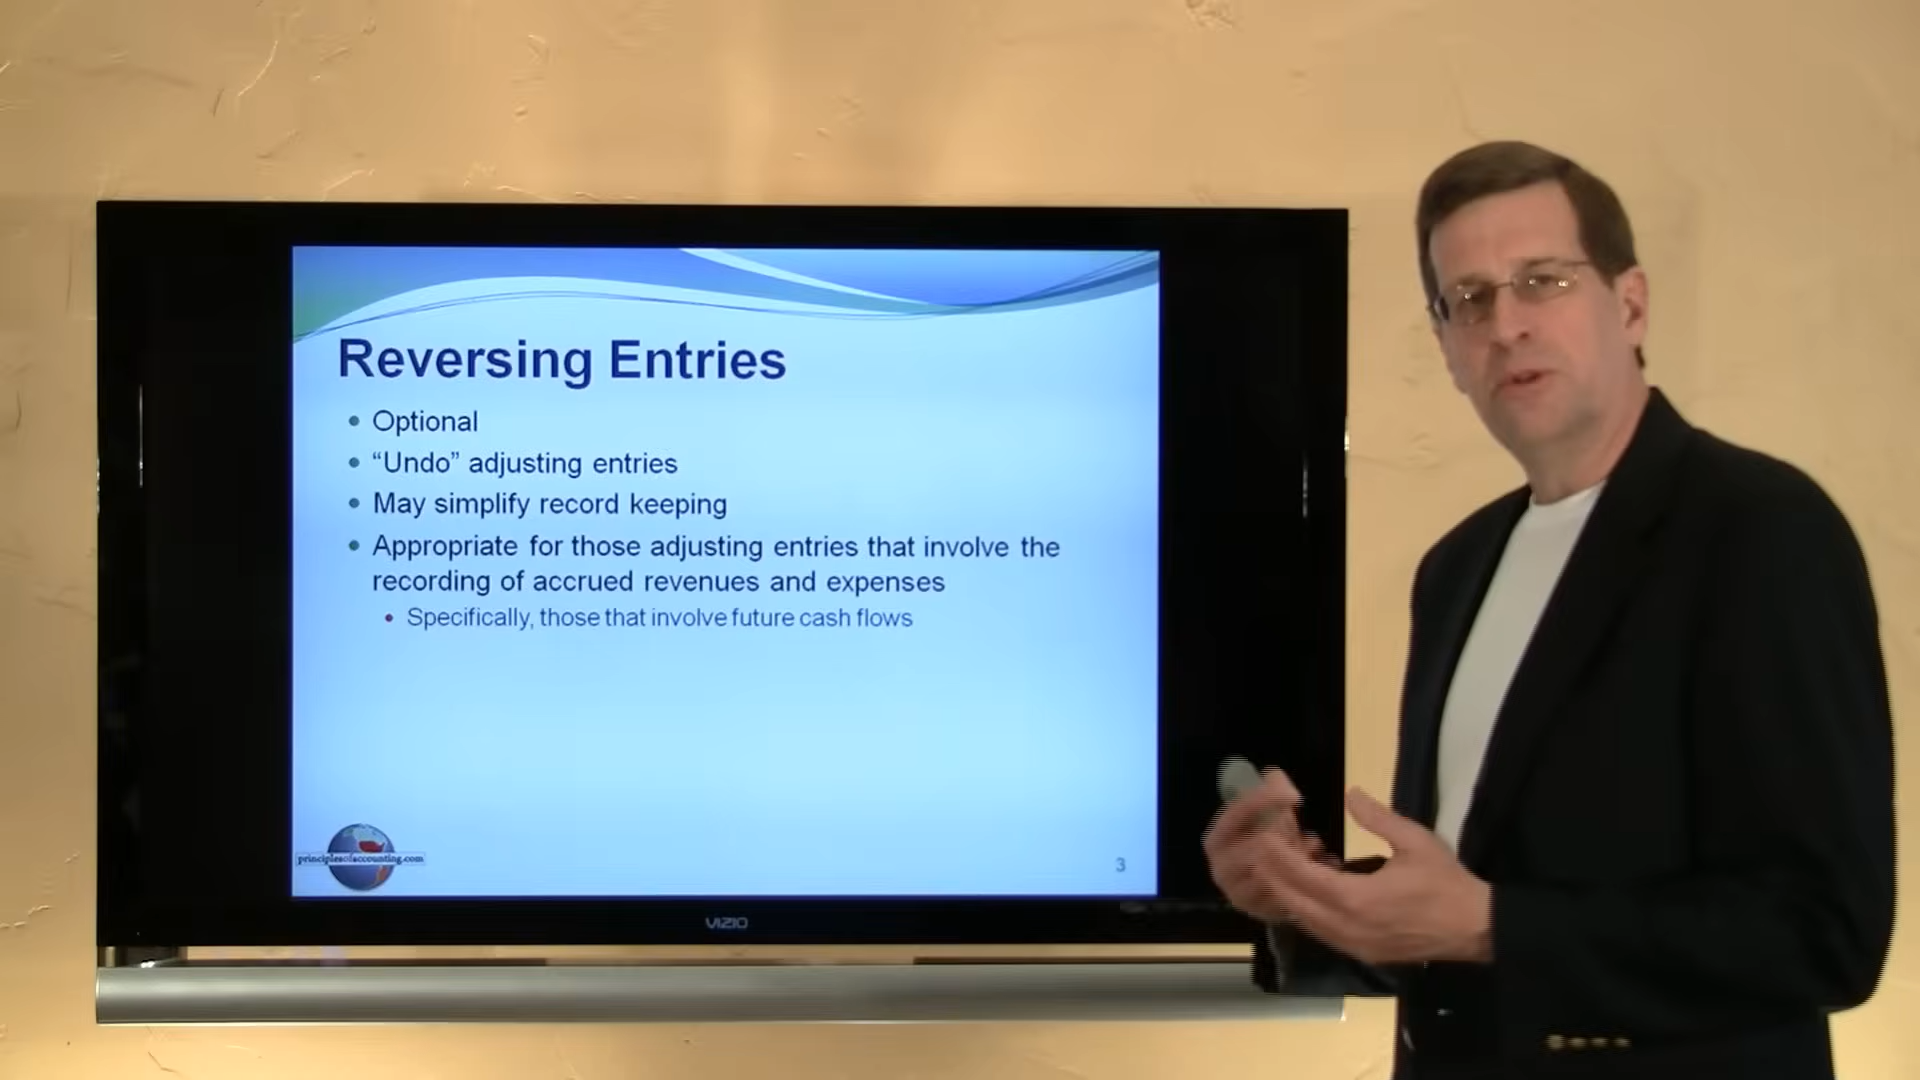 Reversing Entries
• Optional
• “Undo” adjusting entries
• May simplify record keeping
• Appropriate for those adjusting entries that involve the
recording of accrued revenues and expenses
• Specifically, those that involve future cash flows
principlesofaccounting.com
3
VIZIO